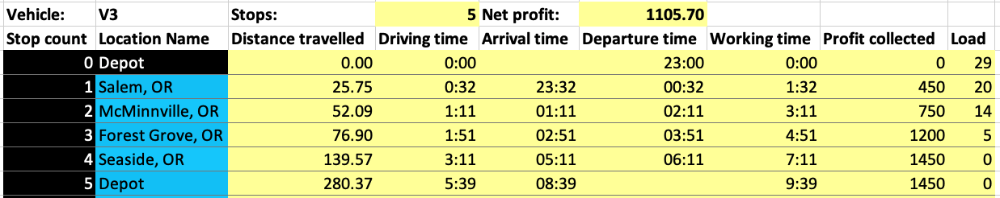 Vehicle: V3 Stops: 5 Net profit: 1105.70
Stop count Location Name Distance travelled Driving time Arrival time Departure time Working time Profit collected Load
0 Depot 0.00 0:00 23:00 0:00 0 29
1 Salem, OR 25.75 0:32 23:32 00:32 1:32 450 20
2 McMinnville, OR 52.09 1:11 01:11 02:11 3:11 750 14
3 Forest Grove, OR 76.90 1:51 02:51 03:51 4:51 1200 5
4 Seaside, OR 139.57 3:11 05:11 06:11 7:11 1450 0
5 Depot 280.37 5:39 08:39 9:39 1450 0